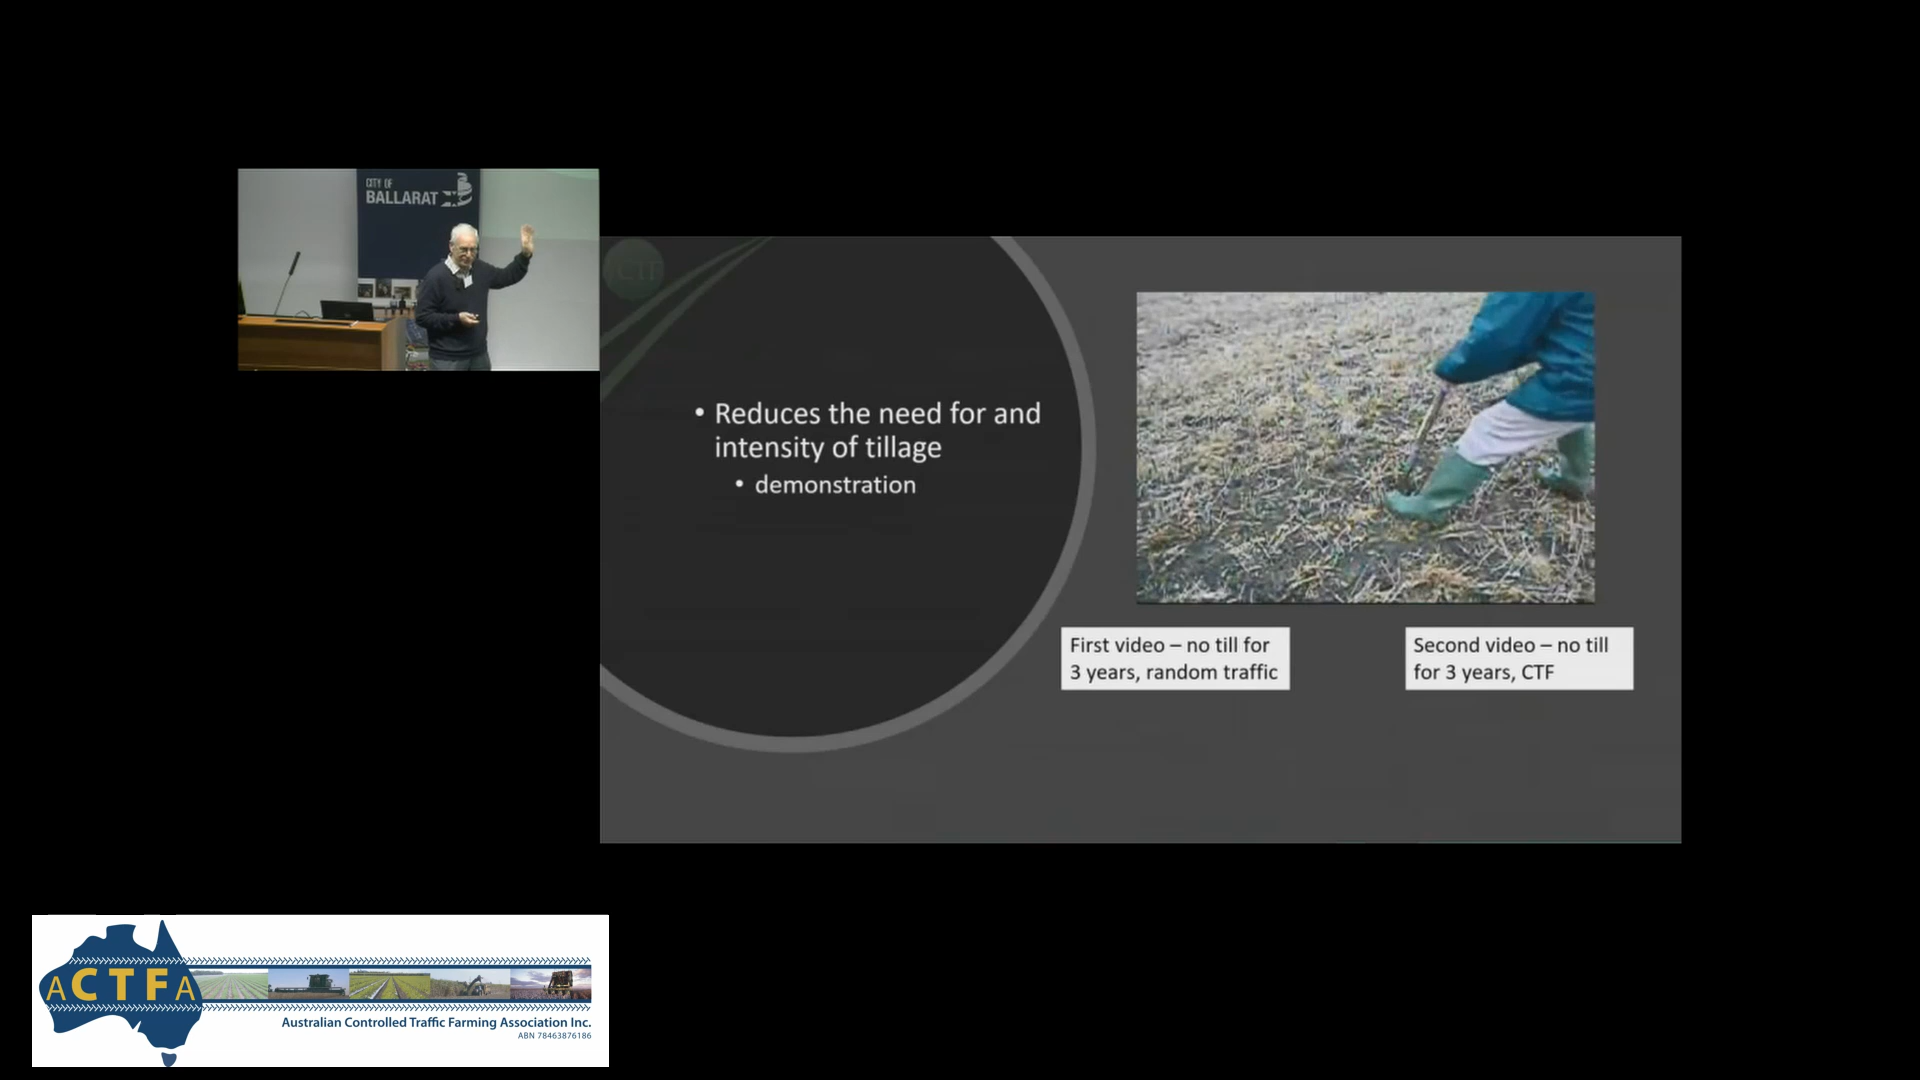 CITY OF
BALLARAT
CTF
• Reduces the need for and
intensity of tillage
• demonstration
First video – no till for
3 years, random traffic
Second video – no till
for 3 years, CTF
ACTFA
Australian Controlled Traffic Farming Association Inc.
ABN 78463876186